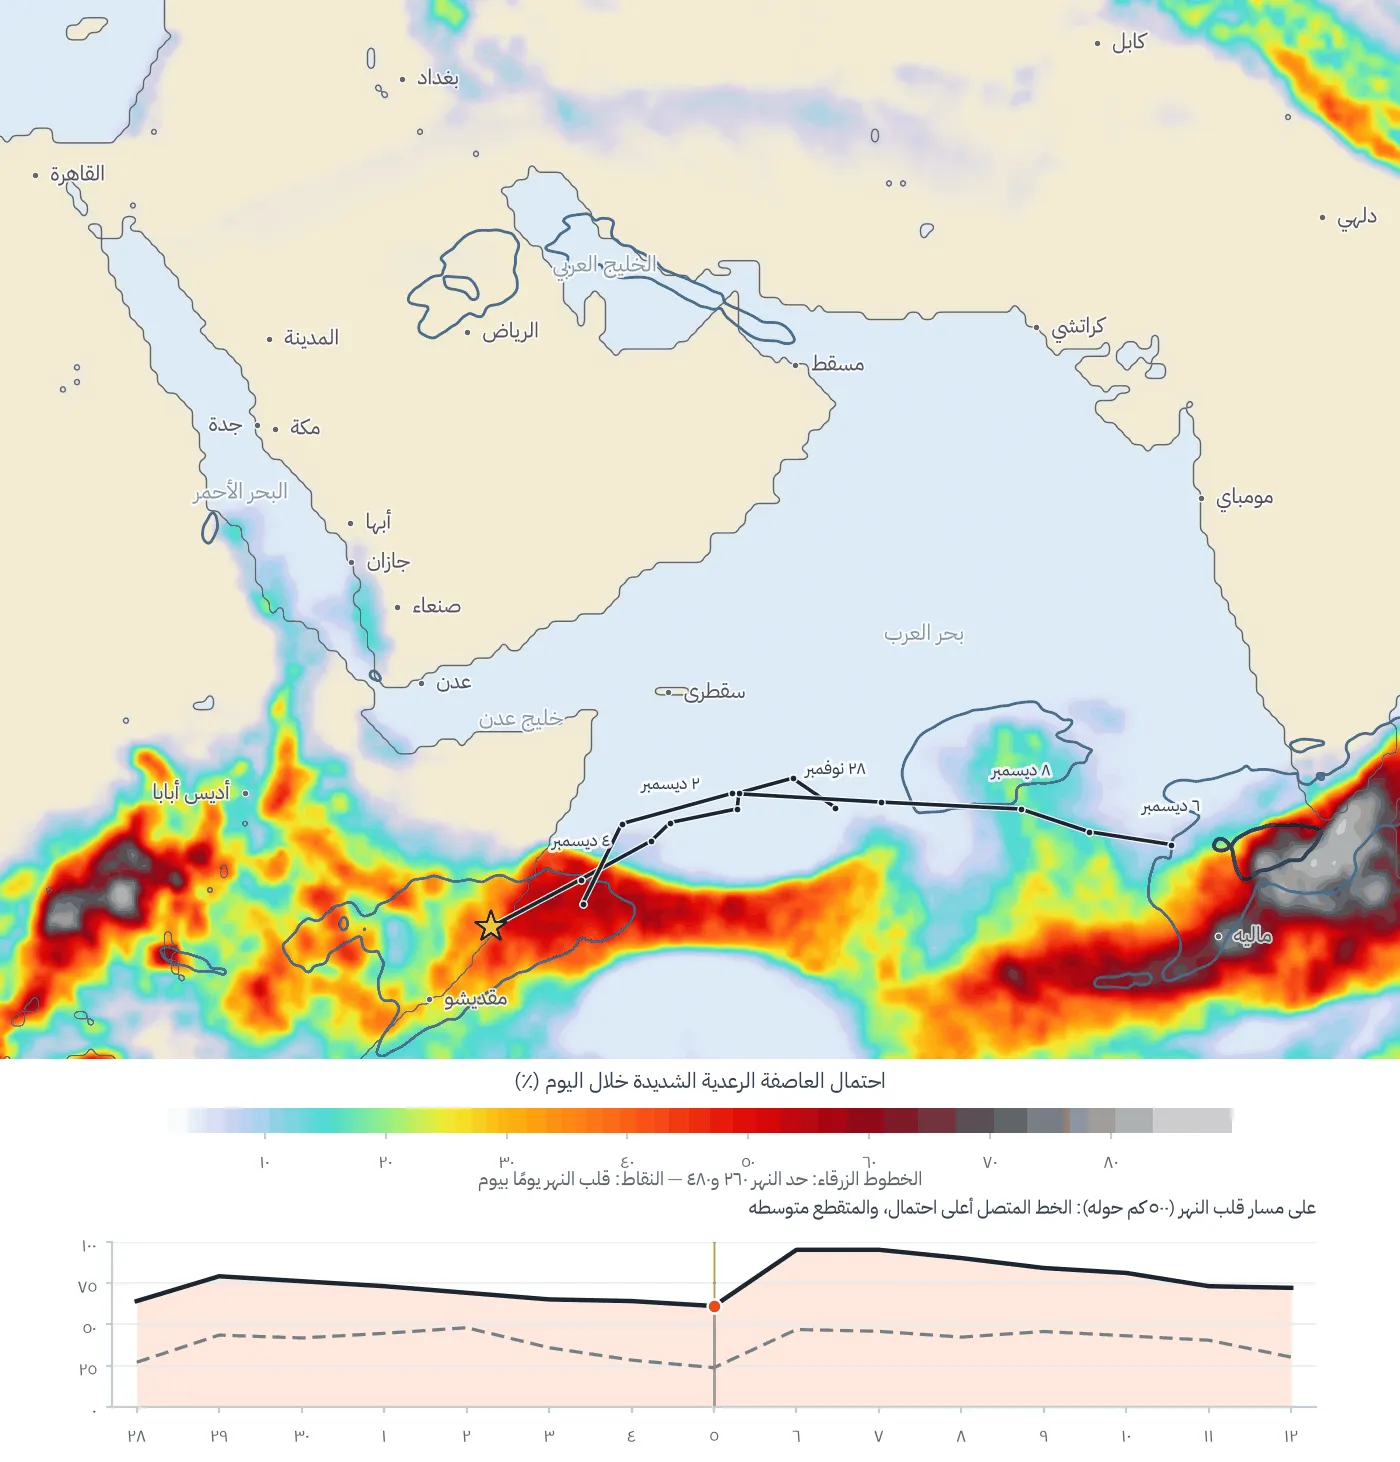 كابل
بغداد
القاهرة
دلهي
الخليج العربي
كراتشي
الرياض
المدينة
مسقط
جدة
مكة
البحر الأحمر
مومباي
أبها
جازان
صنعاء
بحر العرب
عدن
سقطرى
خليج عدن
٢٨ نوفمبر
٨ ديسمبر
٢ ديسمبر
أديس أبابا
٦ ديسمبر
٤ ديسمبر
ماليه
مقديشو
احتمال العاصفة الرعدية الشديدة خلال اليوم (٪)
١٠ ٢٠ ٣٠ ٤٠ ٥٠ ٦٠ ٧٠ ٨٠
الخطوط الزرقاء: حد النهر ٢٦٠ و٤٨٠ — النقاط: قلب النهر يومًا بيوم
على مسار قلب النهر (٥٠٠ كم حوله): الخط المتصل أعلى احتمال، والمتقطع متوسطه
١٠٠
٧٥
٥٠
٢٥
٠
٢٨ ٢٩ ٣٠ ١ ٢ ٣ ٤ ٥ ٦ ٧ ٨ ٩ ١٠ ١١ ١٢